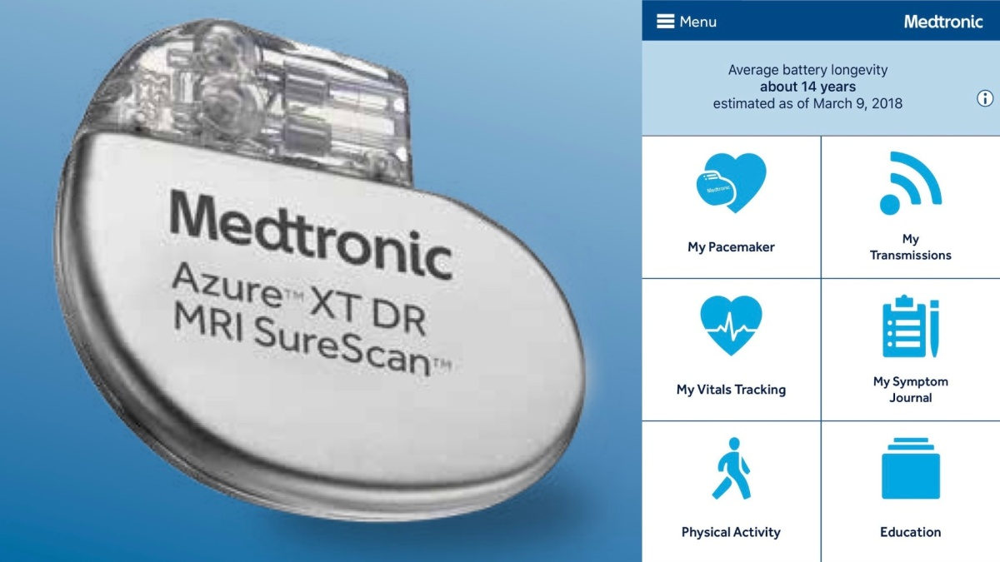 Medtronic
Azure™ XT DR
MRI SureScan™
Menu
Medtronic
Average battery longevity
about 14 years
estimated as of March 9, 2018
Medtronic
My Pacemaker
My
Transmissions
My Vitals Tracking
My Symptom
Journal
Physical Activity
Education